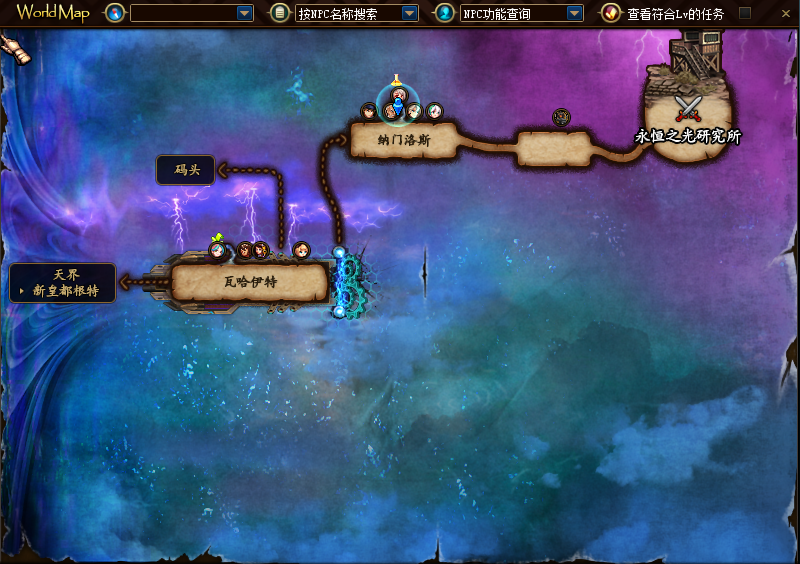 World Map
按NPC名称搜索
NPC功能查询
查看符合Lv的任务
纳门洛斯
永恒之光研究所
码头
天界
新皇都根特
瓦哈伊特